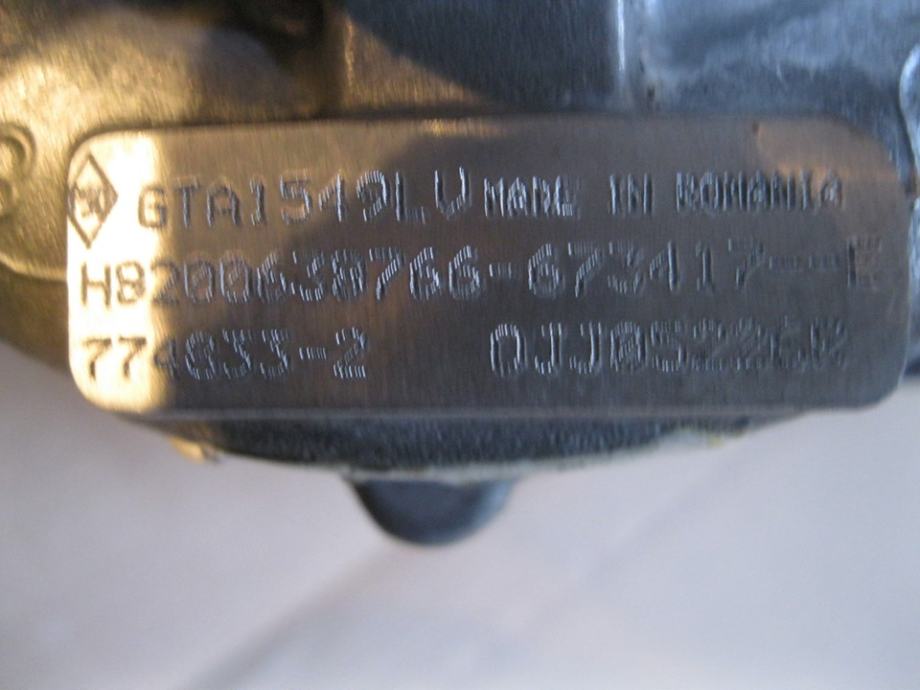 GTA1549LV MADE IN ROMANIA
H8200638766-673417--E
774833-2